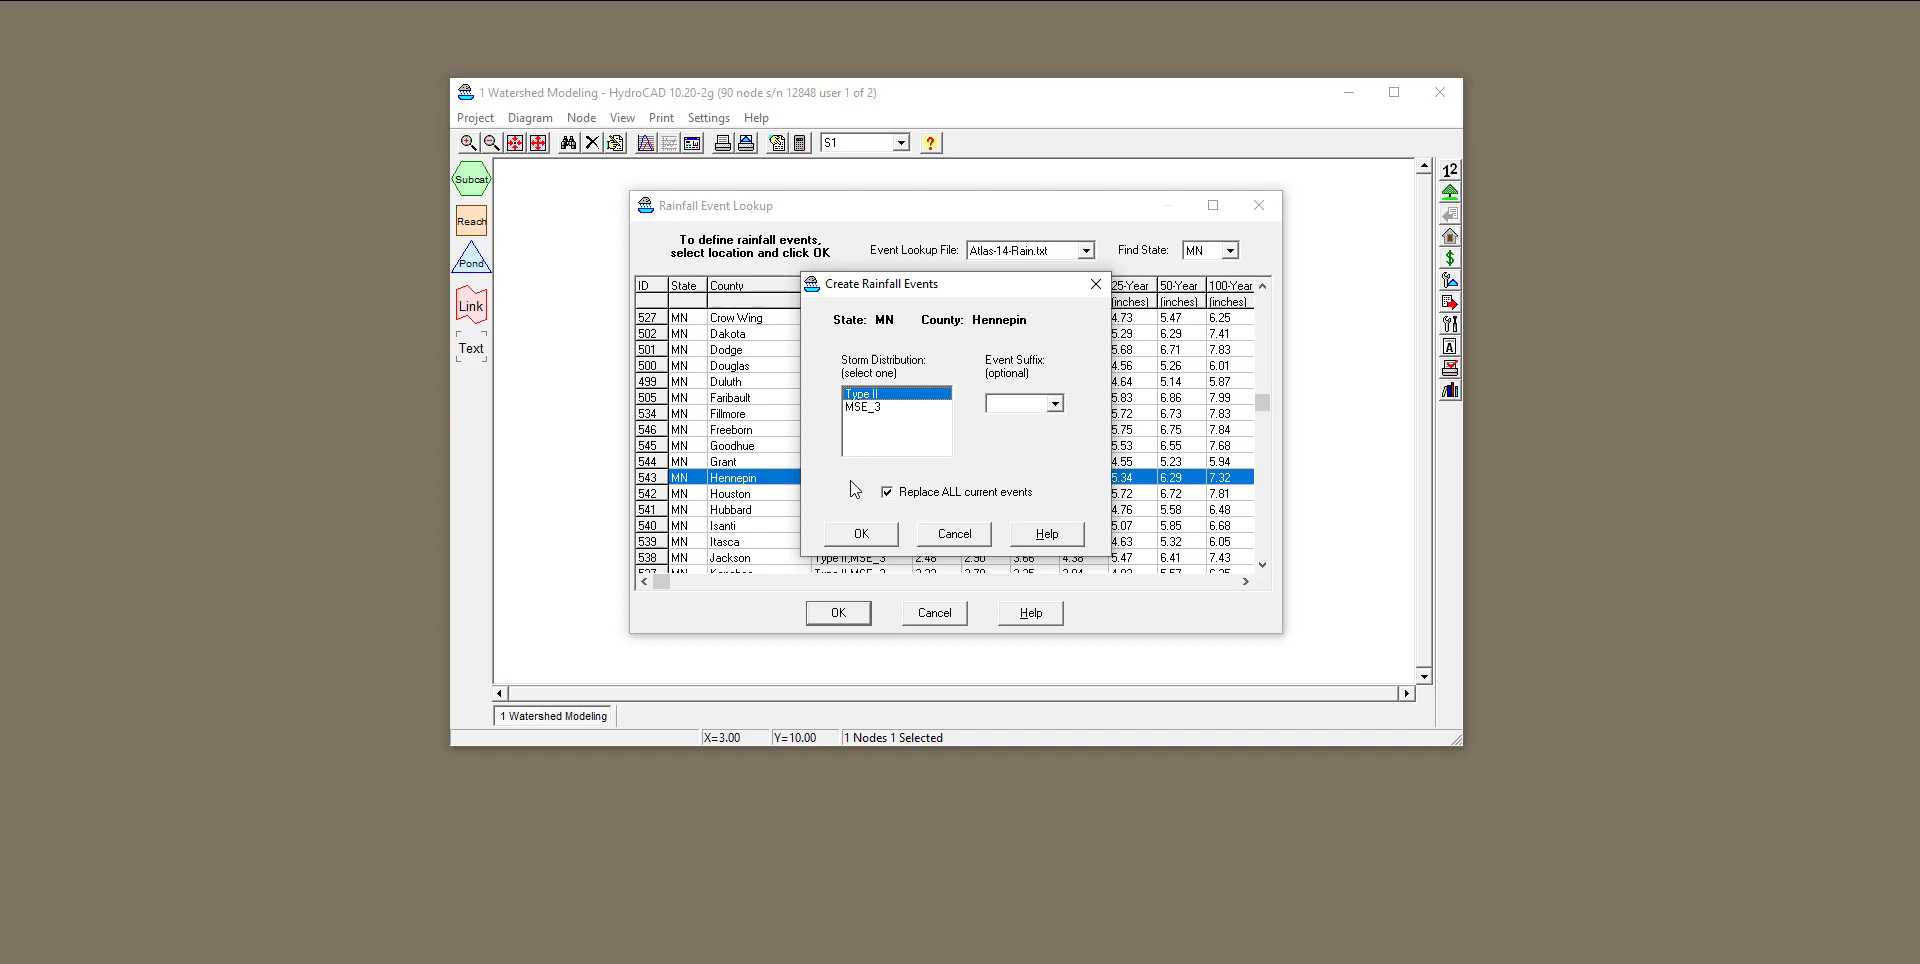 1 Watershed Modeling - HydroCAD 10.20-2g (90 node s/n 12848 user 1 of 2)
Project Diagram Node View Print Settings Help
S1 ?
Subcat
Reach
Pond
Link
Text
12
$
A
Rainfall Event Lookup
To define rainfall events,
select location and click OK
Event Lookup File: Atlas-14-Rain.txt Find State: MN
ID State County 25-Year 50-Year 100-Year
(inches) (inches) (inches)
527 MN Crow Wing 4.73 5.47 6.25
502 MN Dakota 5.29 6.29 7.41
501 MN Dodge 5.68 6.71 7.83
500 MN Douglas 4.56 5.26 6.01
499 MN Duluth 4.64 5.14 5.87
505 MN Faribault 5.83 6.86 7.99
534 MN Fillmore 5.72 6.73 7.83
546 MN Freeborn 5.75 6.75 7.84
545 MN Goodhue 5.53 6.55 7.68
544 MN Grant 4.55 5.23 5.94
543 MN Hennepin 5.34 6.29 7.32
542 MN Houston 5.72 6.72 7.81
541 MN Hubbard 4.76 5.58 6.48
540 MN Isanti 5.07 5.85 6.68
539 MN Itasca 4.63 5.32 6.05
538 MN Jackson Type II,MSE_3 2.48 2.90 3.66 4.38 5.47 6.41 7.43
OK Cancel Help
Create Rainfall Events
State: MN County: Hennepin
Storm Distribution:
(select one)
Event Suffix:
(optional)
Type II
MSE_3
Replace ALL current events
OK Cancel Help
1 Watershed Modeling
X=3.00 Y=10.00 1 Nodes 1 Selected